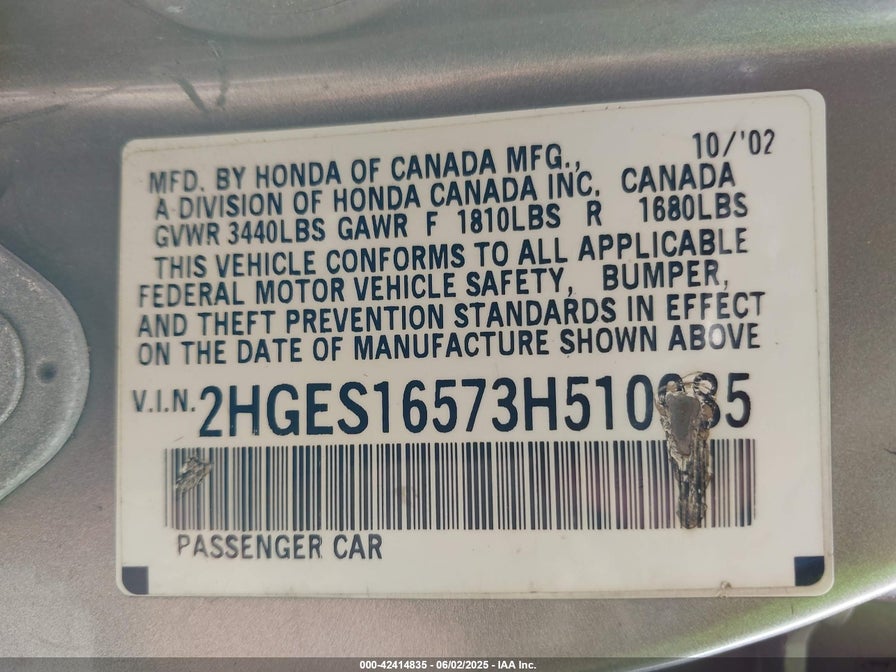 10/'02
MFD. BY HONDA OF CANADA MFG.,
A DIVISION OF HONDA CANADA INC. CANADA
GVWR 3440LBS GAWR F 1810LBS R 1680LBS
THIS VEHICLE CONFORMS TO ALL APPLICABLE
FEDERAL MOTOR VEHICLE SAFETY, BUMPER,
AND THEFT PREVENTION STANDARDS IN EFFECT
ON THE DATE OF MANUFACTURE SHOWN ABOVE
V.I.N.
PASSENGER CAR
000-42414835 - 06/02/2025 - IAA Inc.